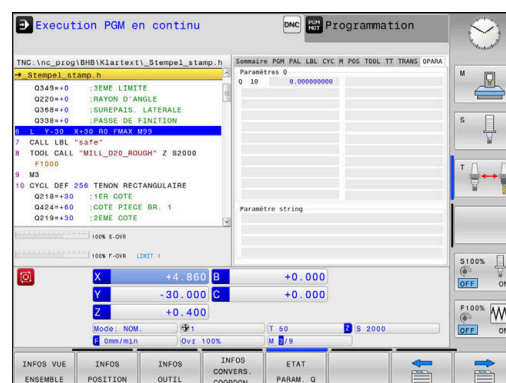 Execution PGM en continu
DNC
PGM MGT
Programmation
TNC:\nc_prog\BHB\Klartext\_Stempel_stamp.h
→_Stempel_stamp.h
Q349=+0 ;3EME LIMITE
Q220=+0 ;RAYON D'ANGLE
Q368=+0 ;SUREPAIS. LATERALE
Q338=+0 ;PASSE DE FINITION
6 L Y-30 X+30 R0 FMAX M99
7 CALL LBL "safe"
8 TOOL CALL "MILL_D20_ROUGH" Z S2000
F1000
9 M3
10 CYCL DEF 256 TENON RECTANGULAIRE
Q218=+30 ;1ER COTE
Q424=+60 ;COTE PIECE BR. 1
Q219=+30 ;2EME COTE
100% S-OVR
100% F-OVR LIMIT 1
Sommaire PGM PAL LBL CYC M POS TOOL TT TRANS QPARA
Paramètres Q
Q 10 0.000000000
Paramètre string
X +4.860 B +0.000
Y -30.000 C +0.000
Z +0.400
Mode: NOM. 1 T 50 Z S 2000
F 0mm/min Ovr 100% M 5/9
M
S
T
S100%
OFF ON
F100%
OFF ON
INFOS VUE ENSEMBLE
INFOS POSITION
INFOS OUTIL
INFOS CONVERS. COORDON.
ETAT PARAM. Q